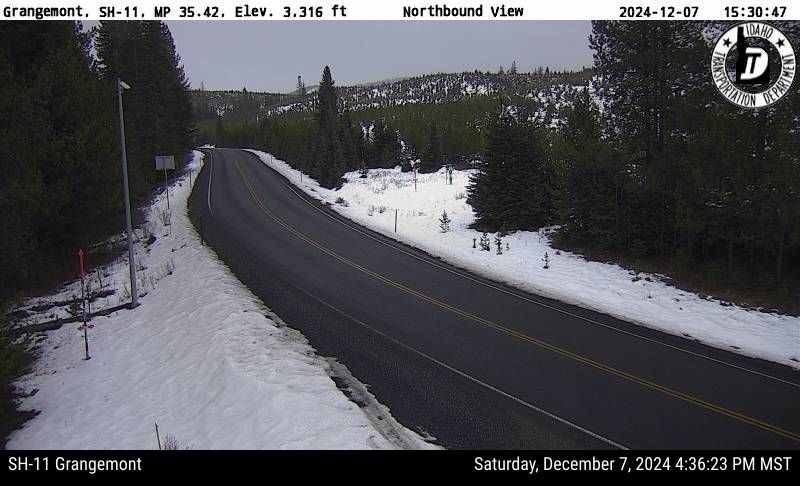 Grangemont, SH-11, MP 35.42, Elev. 3,316 ft Northbound View 2024-12-07 15:30:47
IDAHO
TRANSPORTATION DEPARTMENT
SH-11 Grangemont Saturday, December 7, 2024 4:36:23 PM MST